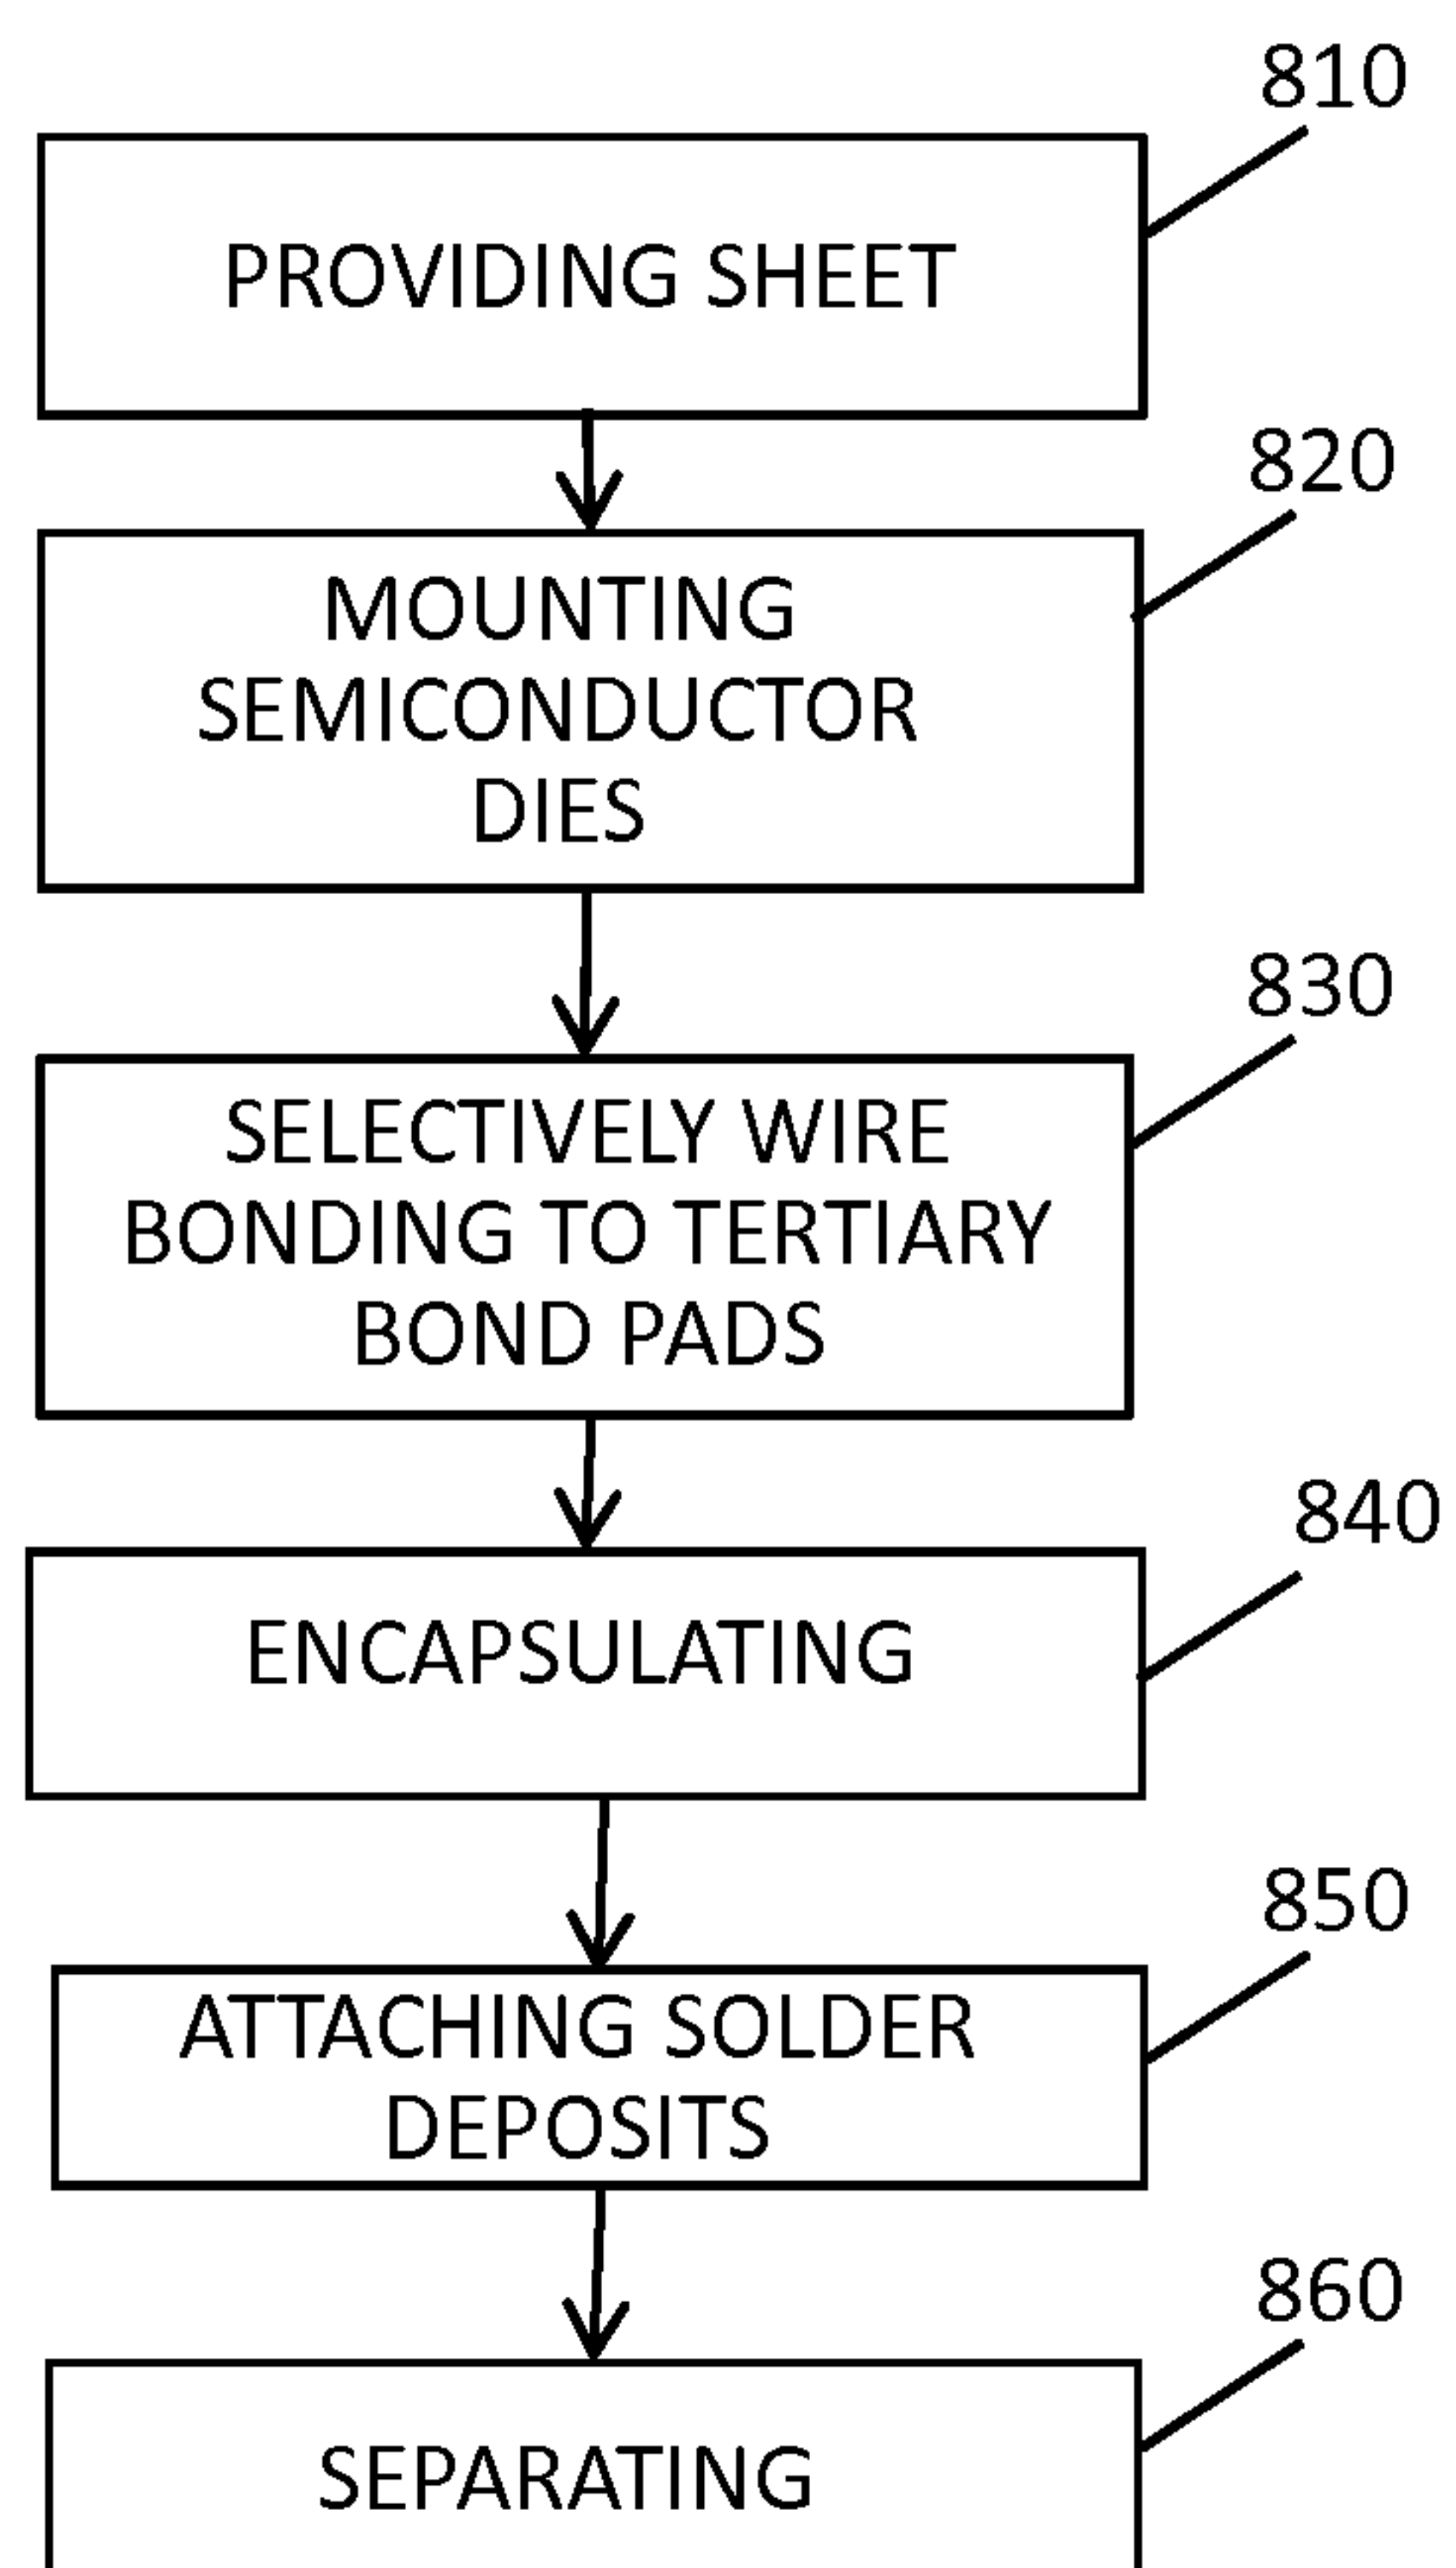 810
PROVIDING SHEET
820
MOUNTING
SEMICONDUCTOR
DIES
830
SELECTIVELY WIRE
BONDING TO TERTIARY
BOND PADS
840
ENCAPSULATING
850
ATTACHING SOLDER
DEPOSITS
860
SEPARATING